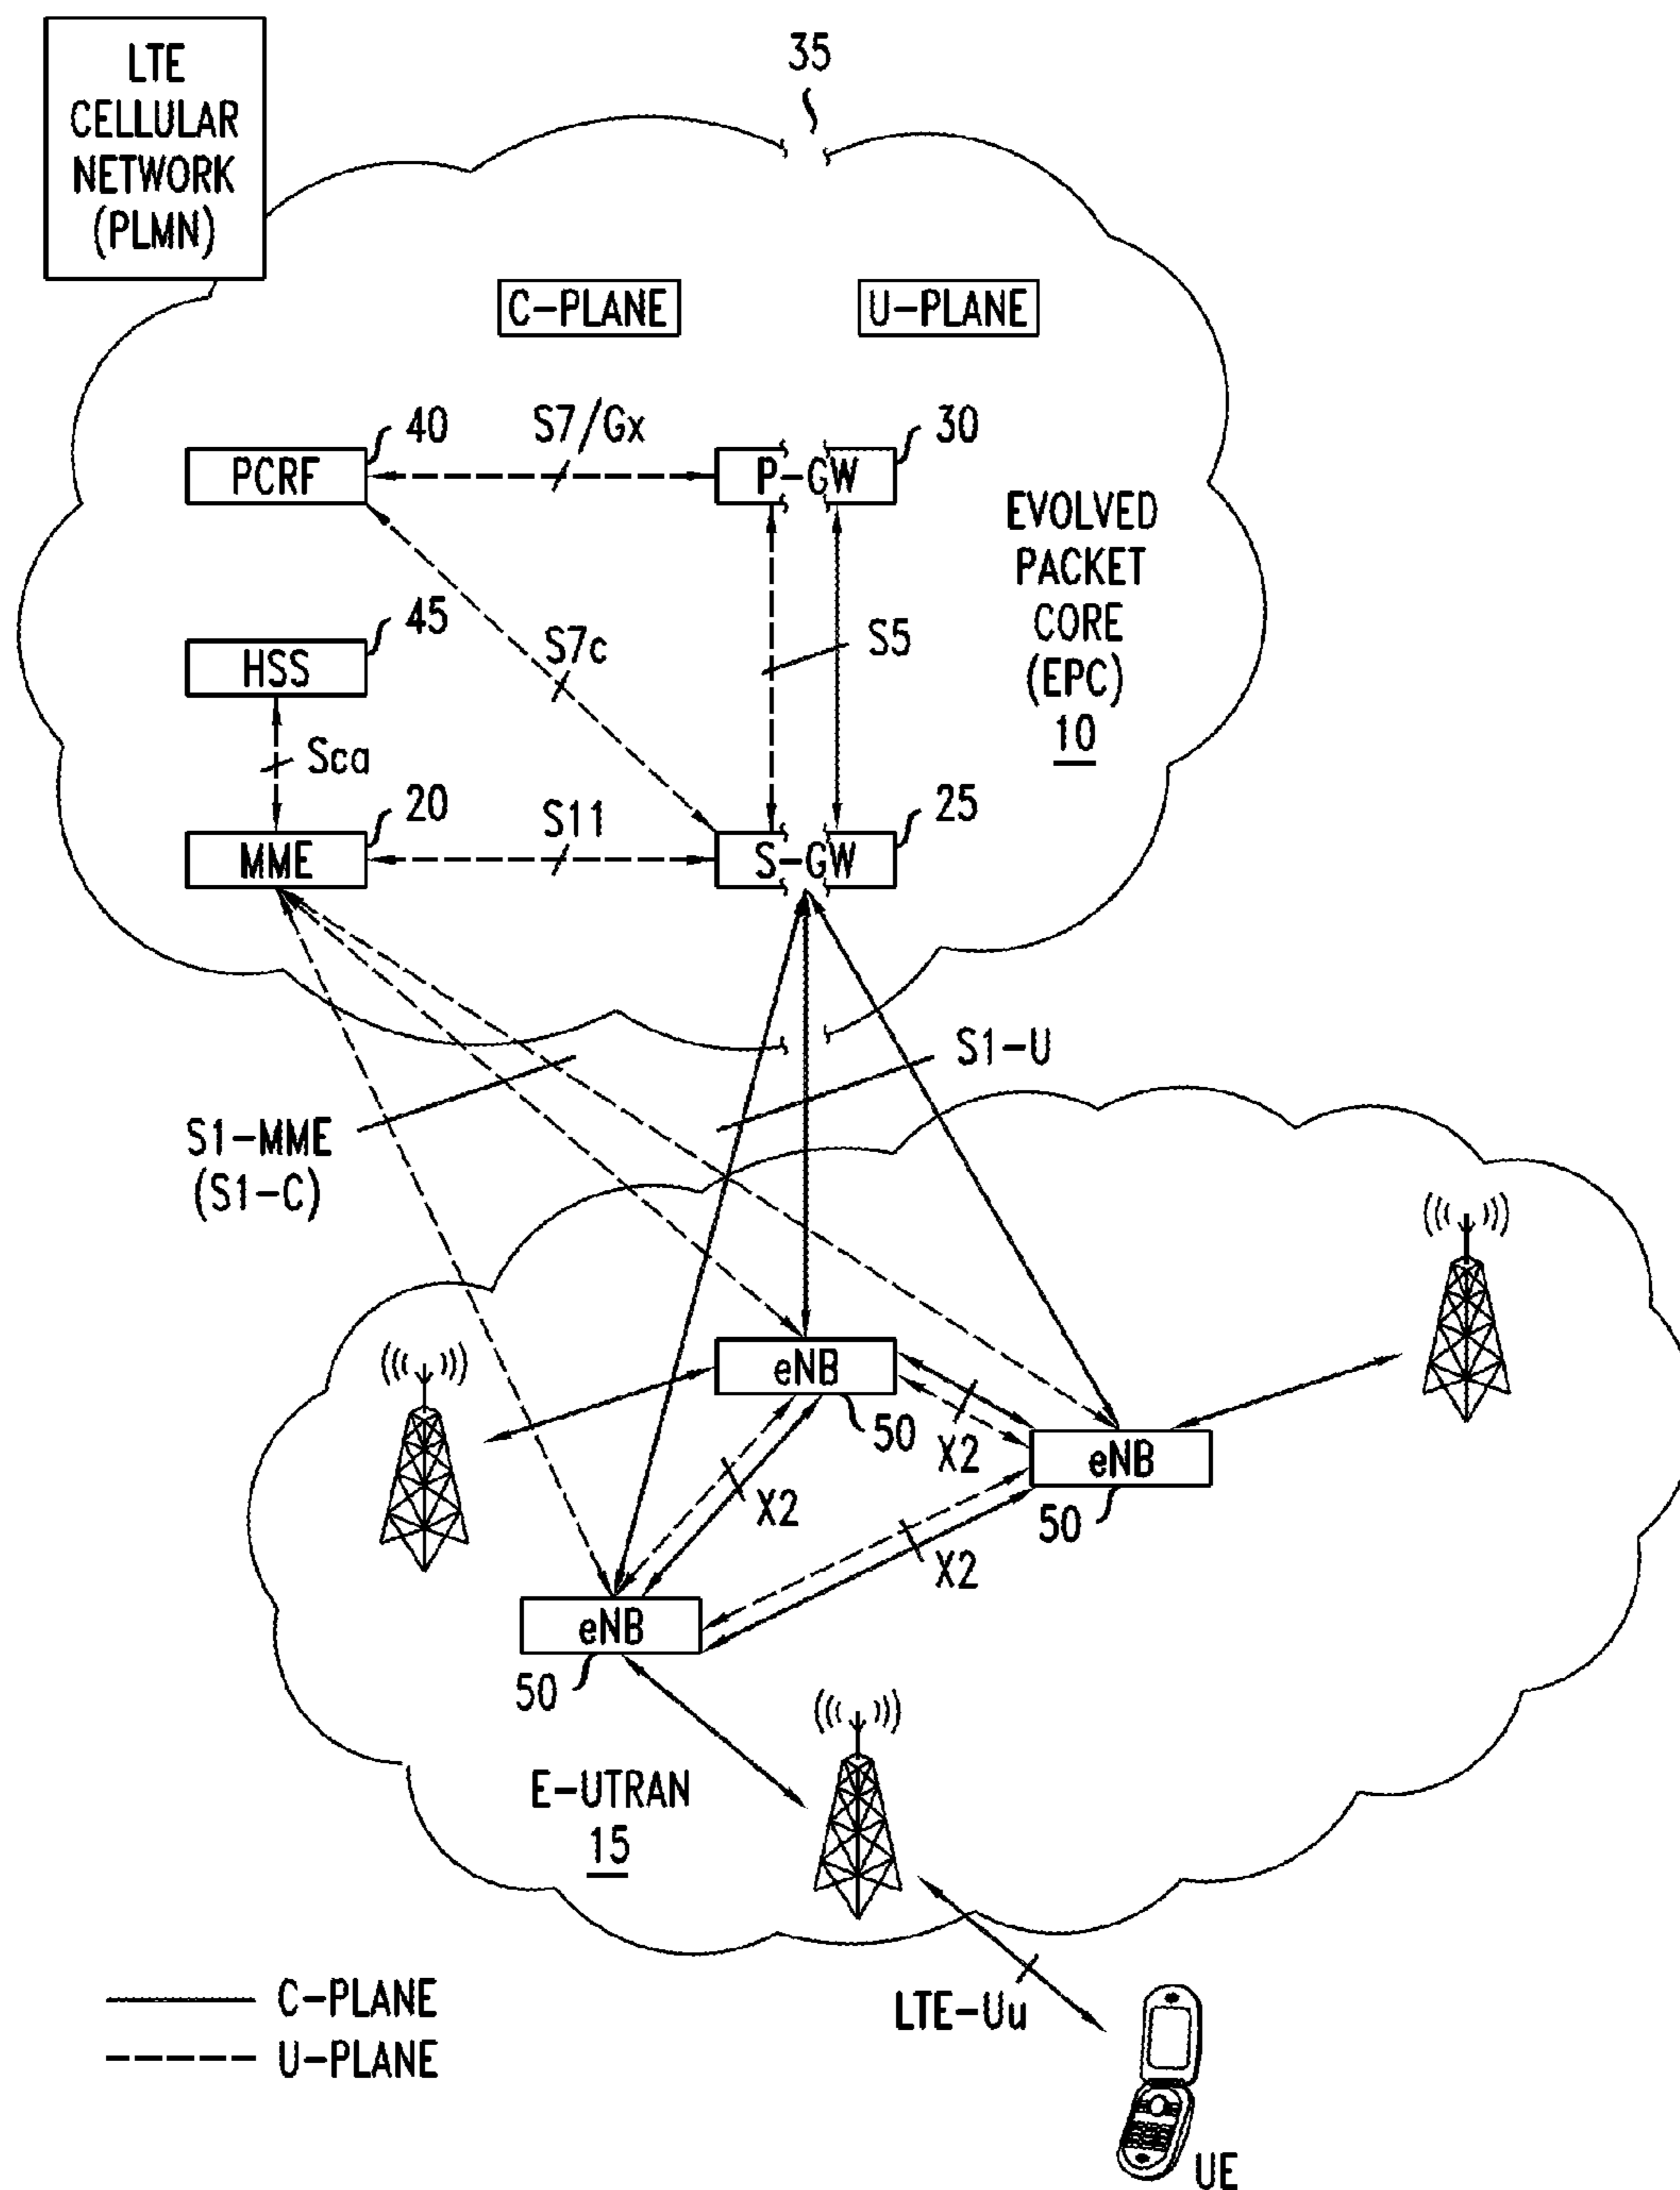 LTE
CELLULAR
NETWORK
(PLMN)
35
C-PLANE
U-PLANE
40
S7/Gx
30
PCRF
P-GW
EVOLVED
PACKET
CORE
(EPC)
10
45
HSS
S7c
S5
Sca
20
S11
25
MME
S-GW
S1-U
S1-MME
(S1-C)
eNB
50
X2
eNB
50
X2
X2
eNB
50
E-UTRAN
15
C-PLANE
U-PLANE
LTE-Uu
UE